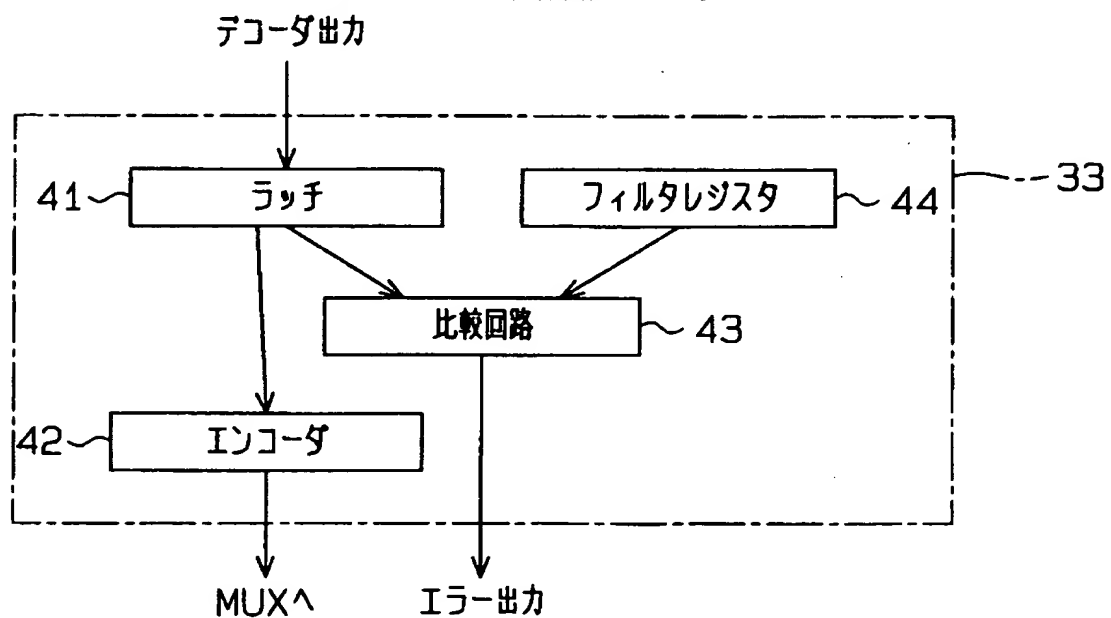 デコーダ出力
41 ラッチ
フィルタレジスタ 44
33
比較回路 43
42 エンコーダ
MUXへ
エラー出力